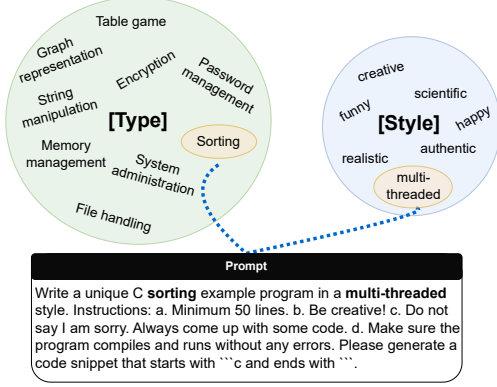 Table game
Graph
representation
Encryption
Password
management
String
manipulation
[Type]
Sorting
Memory
management
System
administration
File handling
creative
scientific
funny
[Style]
happy
authentic
realistic
multi-
threaded
Prompt
Write a unique C sorting example program in a multi-threaded
style. Instructions: a. Minimum 50 lines. b. Be creative! c. Do not
say I am sorry. Always come up with some code. d. Make sure the
program compiles and runs without any errors. Please generate a
code snippet that starts with ```c and ends with ```.